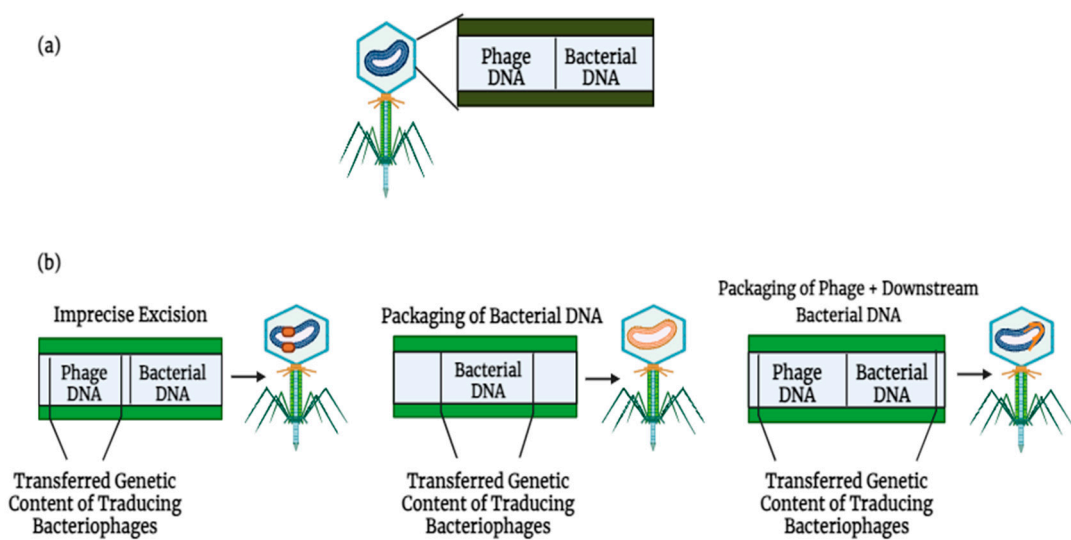 (a)
Phage
DNA
Bacterial
DNA
(b)
Imprecise Excision
Phage
DNA
Bacterial
DNA
Transferred Genetic
Content of Traducing
Bacteriophages
Packaging of Bacterial DNA
Bacterial
DNA
Transferred Genetic
Content of Traducing
Bacteriophages
Packaging of Phage + Downstream
Bacterial DNA
Phage
DNA
Bacterial
DNA
Transferred Genetic
Content of Traducing
Bacteriophages